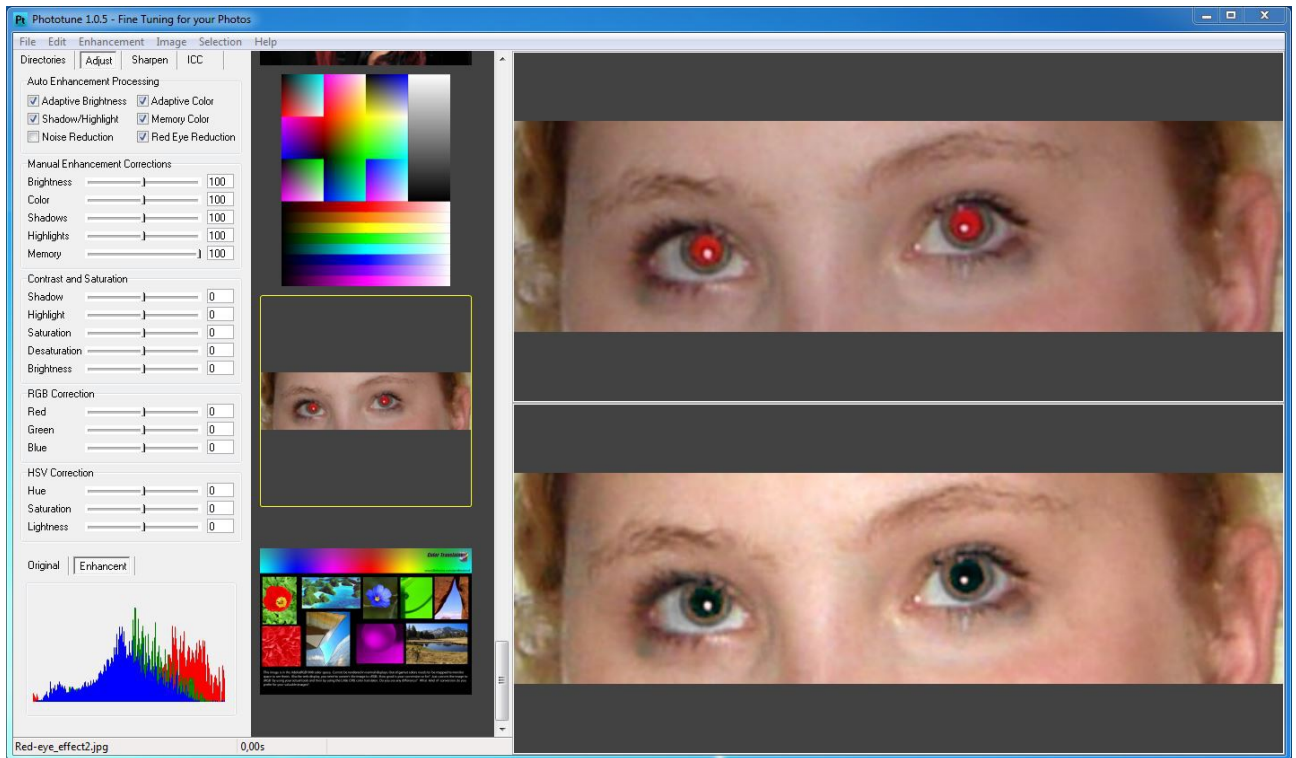 Pt Phototune 1.0.5 - Fine Tuning for your Photos
File Edit Enhancement Image Selection Help
Directories Adjust Sharpen ICC
Auto Enhancement Processing
Adaptive Brightness Adaptive Color
Shadow/Highlight Memory Color
Noise Reduction Red Eye Reduction
Manual Enhancement Corrections
Brightness 100
Color 100
Shadows 100
Highlights 100
Memory 100
Contrast and Saturation
Shadow 0
Highlight 0
Saturation 0
Desaturation 0
Brightness 0
RGB Correction
Red 0
Green 0
Blue 0
HSV Correction
Hue 0
Saturation 0
Lightness 0
Original Enhancent
Color Translator
Red-eye_effect2.jpg 0,00s